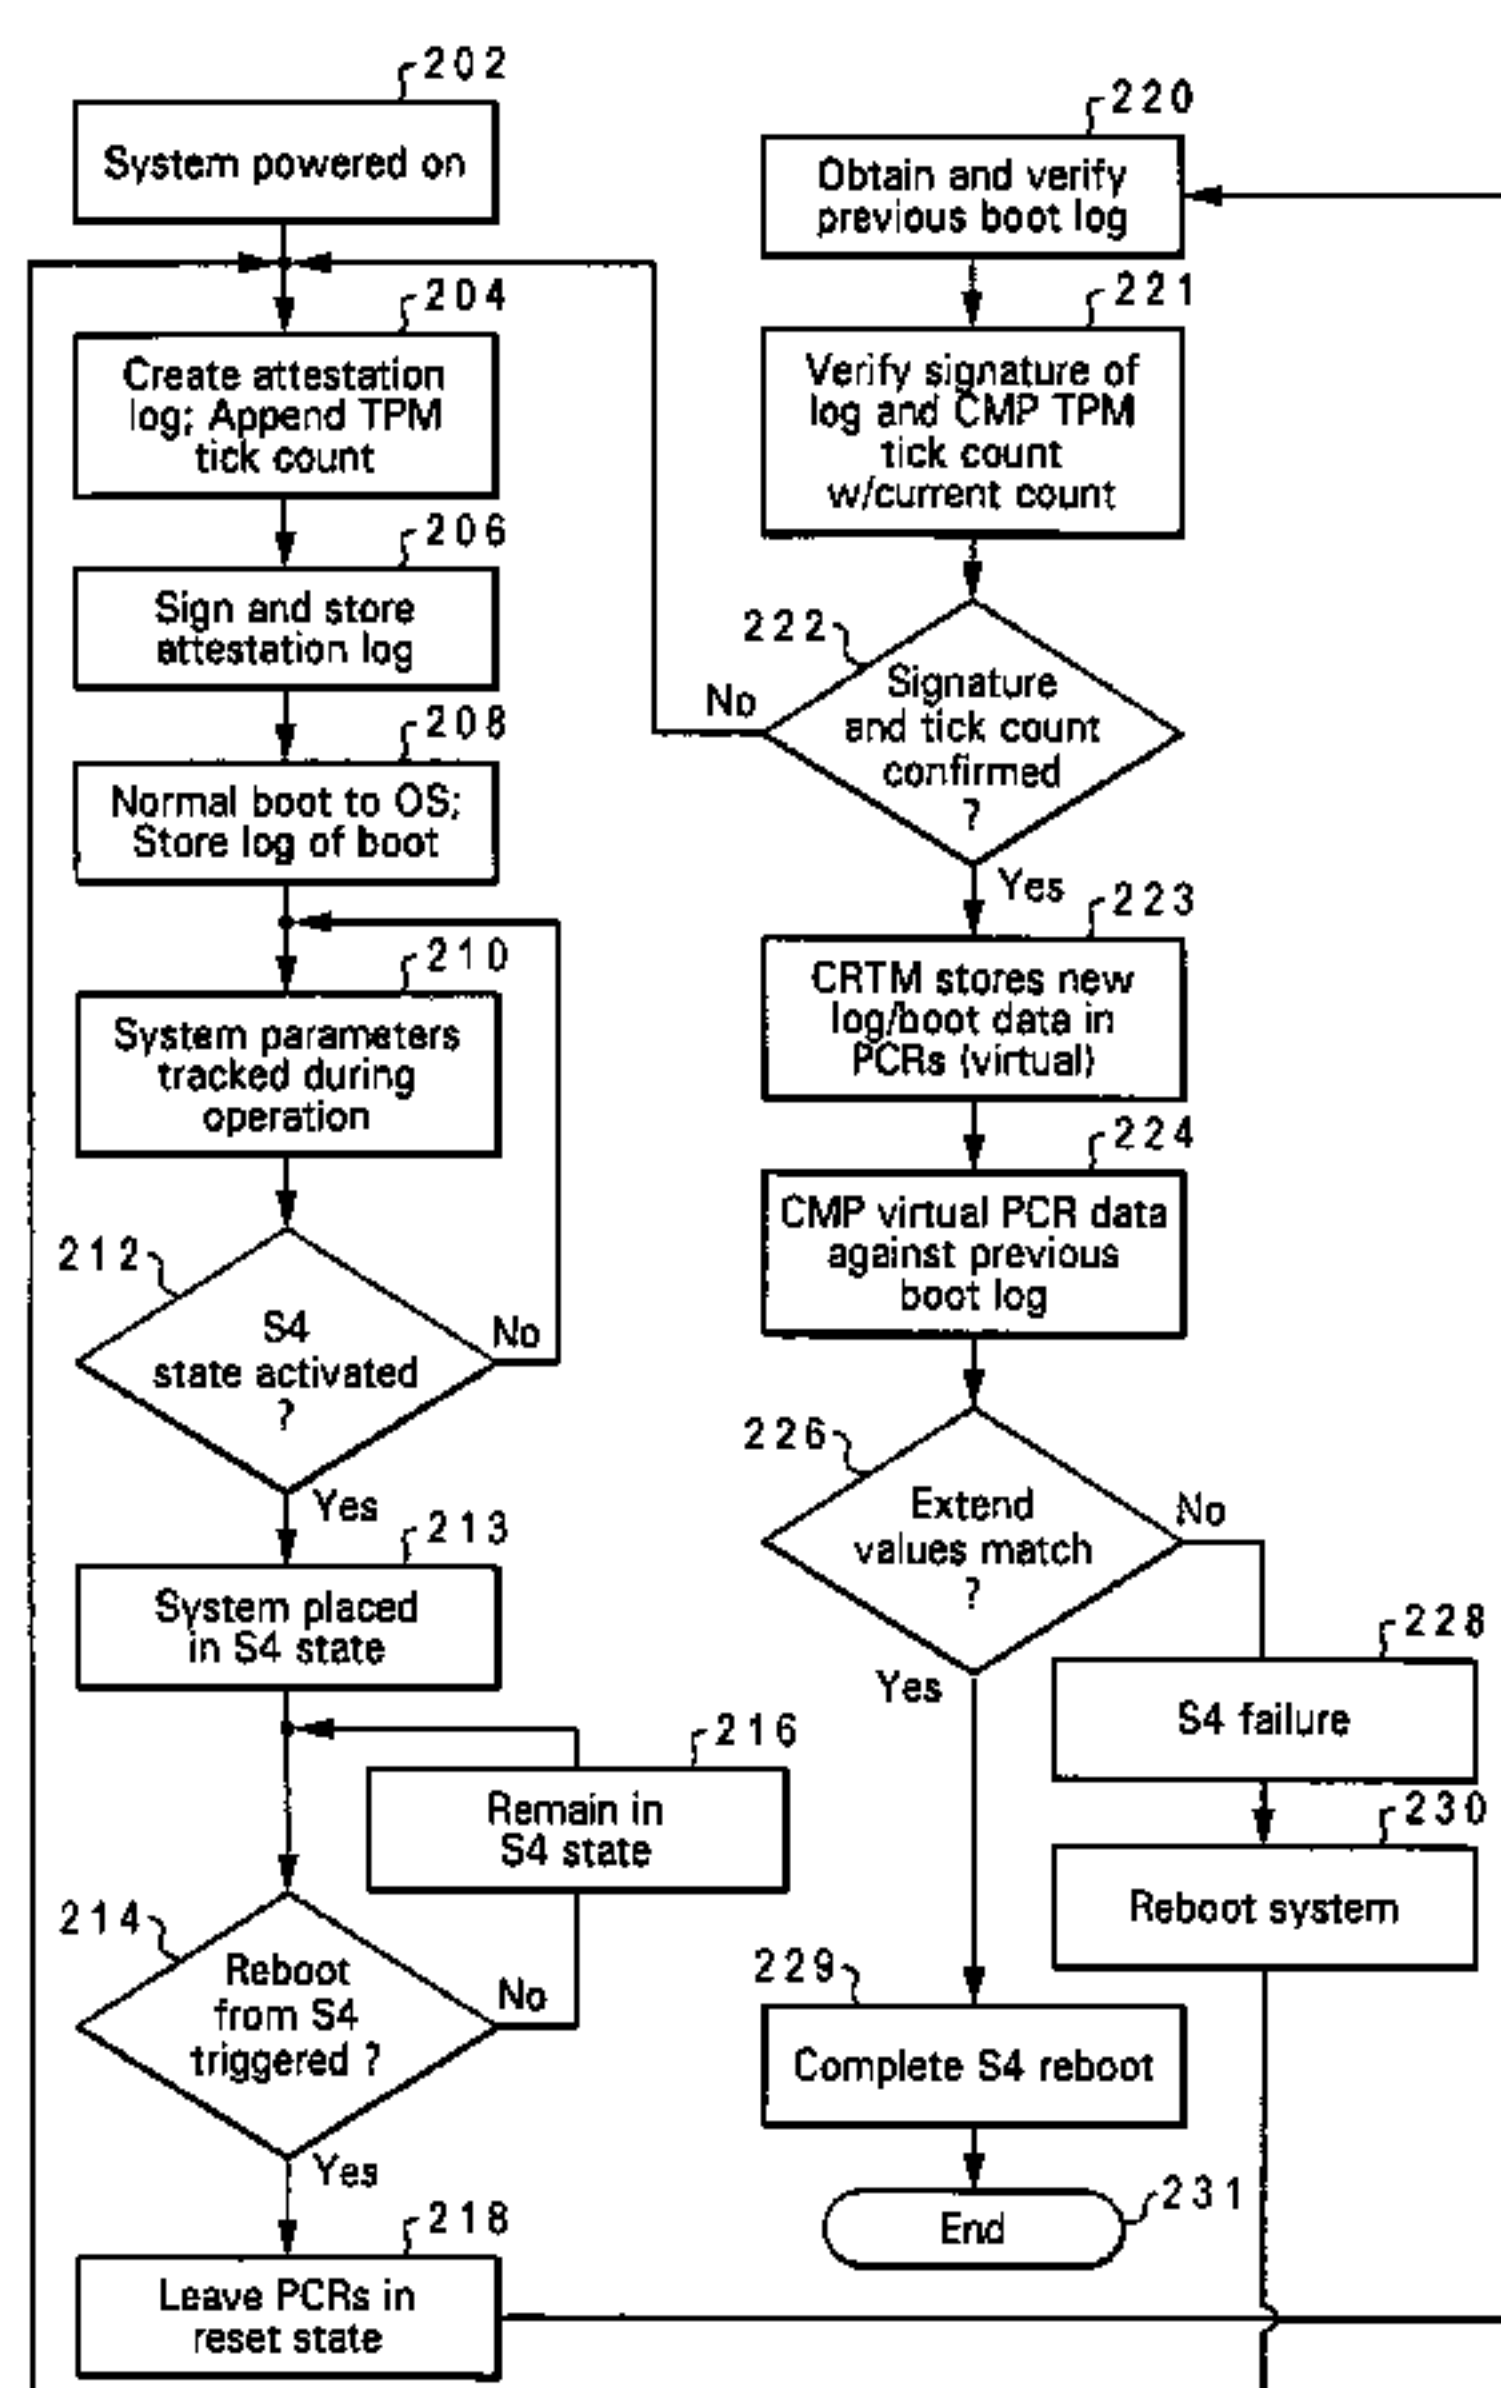 202
System powered on
204
Create attestation
log; Append TPM
tick count
206
Sign and store
attestation log
208
Normal boot to OS;
Store log of boot
210
System parameters
tracked during
operation
212
S4
state activated
?
No
Yes
213
System placed
in S4 state
216
Remain in
S4 state
214
Reboot
from S4
triggered ?
No
Yes
218
Leave PCRs in
reset state
220
Obtain and verify
previous boot log
221
Verify signature of
log and CMP TPM
tick count
w/current count
222
Signature
and tick count
confirmed
?
No
Yes
223
CRTM stores new
log/boot data in
PCRs (virtual)
224
CMP virtual PCR data
against previous
boot log
226
Extend
values match
?
No
Yes
228
S4 failure
230
Reboot system
229
Complete S4 reboot
231
End